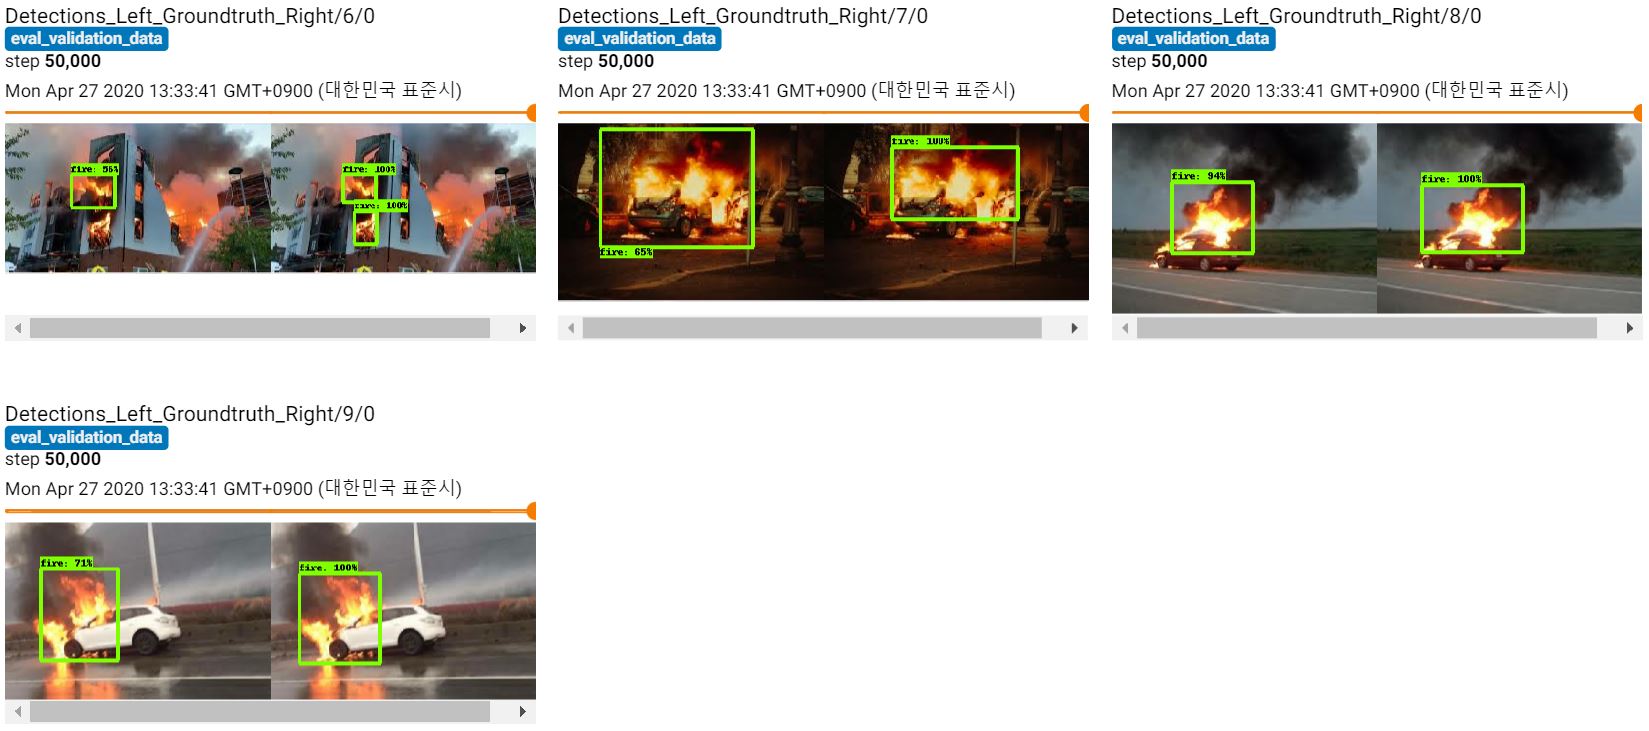 Detections_Left_Groundtruth_Right/6/0
eval_validation_data
step 50,000
Mon Apr 27 2020 13:33:41 GMT+0900 (대한민국 표준시)
fire: 56%
fire: 100%
fire: 100%
Detections_Left_Groundtruth_Right/7/0
eval_validation_data
step 50,000
Mon Apr 27 2020 13:33:41 GMT+0900 (대한민국 표준시)
fire: 100%
fire: 65%
Detections_Left_Groundtruth_Right/8/0
eval_validation_data
step 50,000
Mon Apr 27 2020 13:33:41 GMT+0900 (대한민국 표준시)
fire: 94%
fire: 100%
Detections_Left_Groundtruth_Right/9/0
eval_validation_data
step 50,000
Mon Apr 27 2020 13:33:41 GMT+0900 (대한민국 표준시)
fire: 71%
fire: 100%